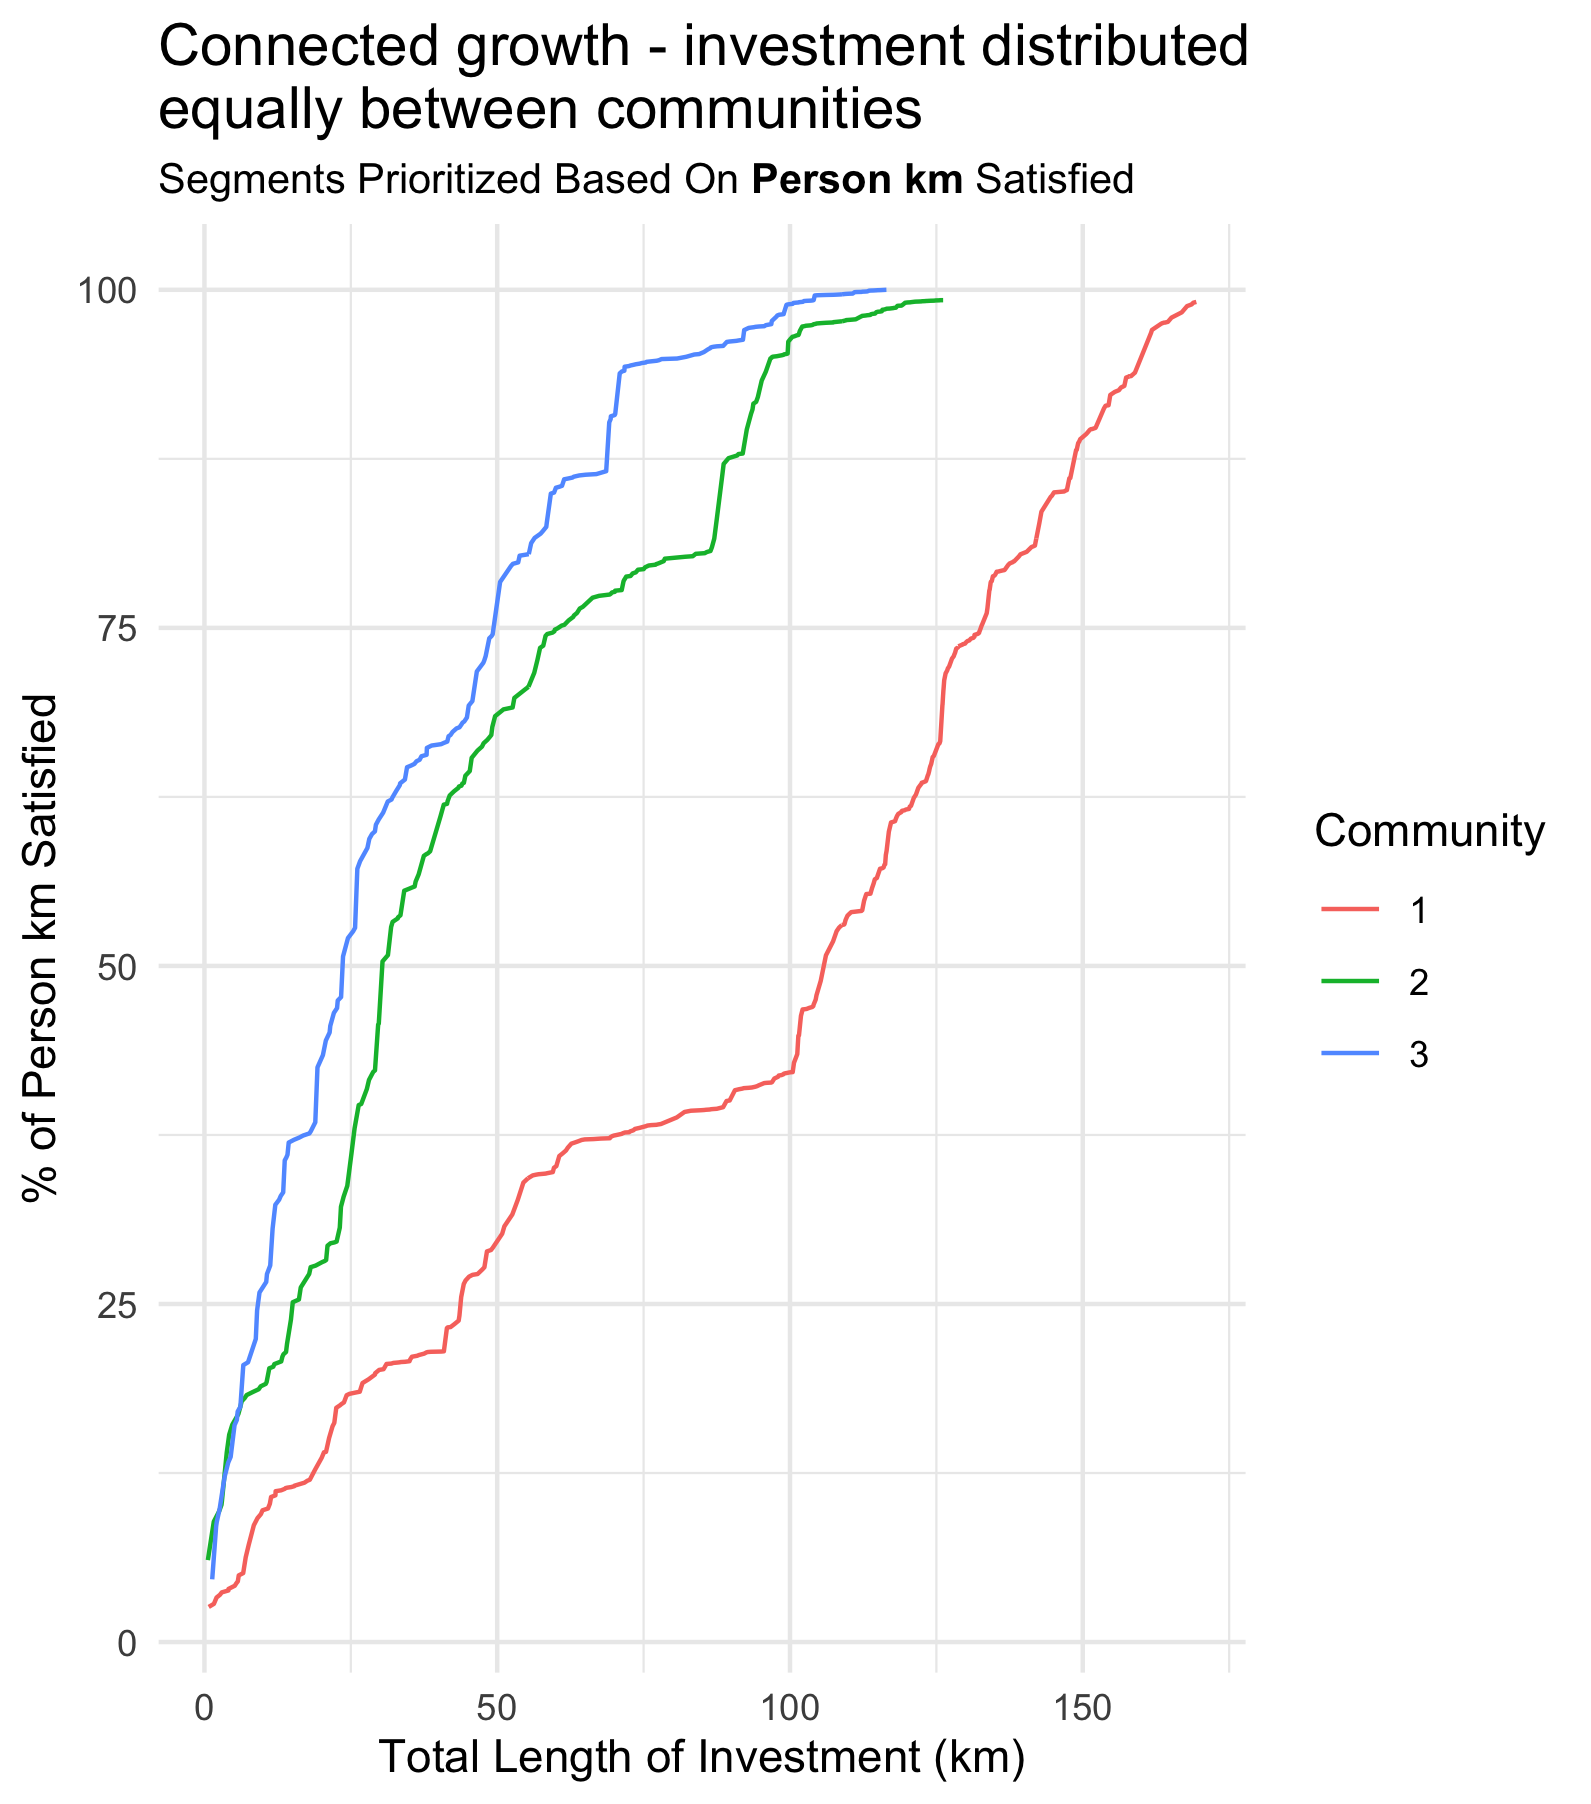 Connected growth - investment distributed
equally between communities
Segments Prioritized Based On Person km Satisfied
% of Person km Satisfied
100
75
50
25
0
0 50 100 150
Total Length of Investment (km)
Community
1
2
3